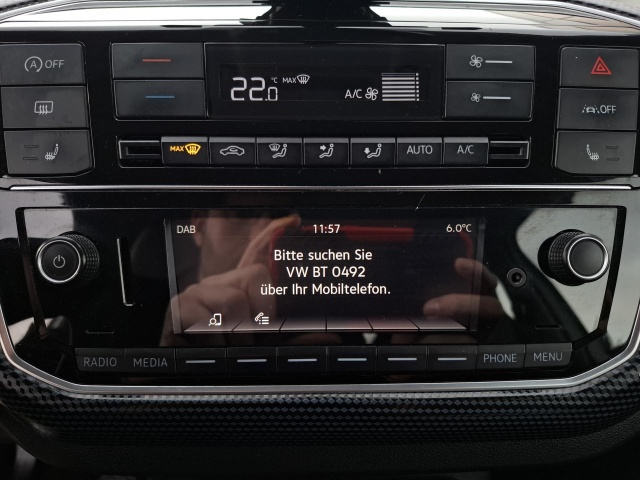 OFF
22.0 °C MAX
A/C
OFF
MAX
AUTO
A/C
DAB 11:57 6.0°C
Bitte suchen Sie
VW BT 0492
über Ihr Mobiltelefon.
RADIO MEDIA PHONE MENU